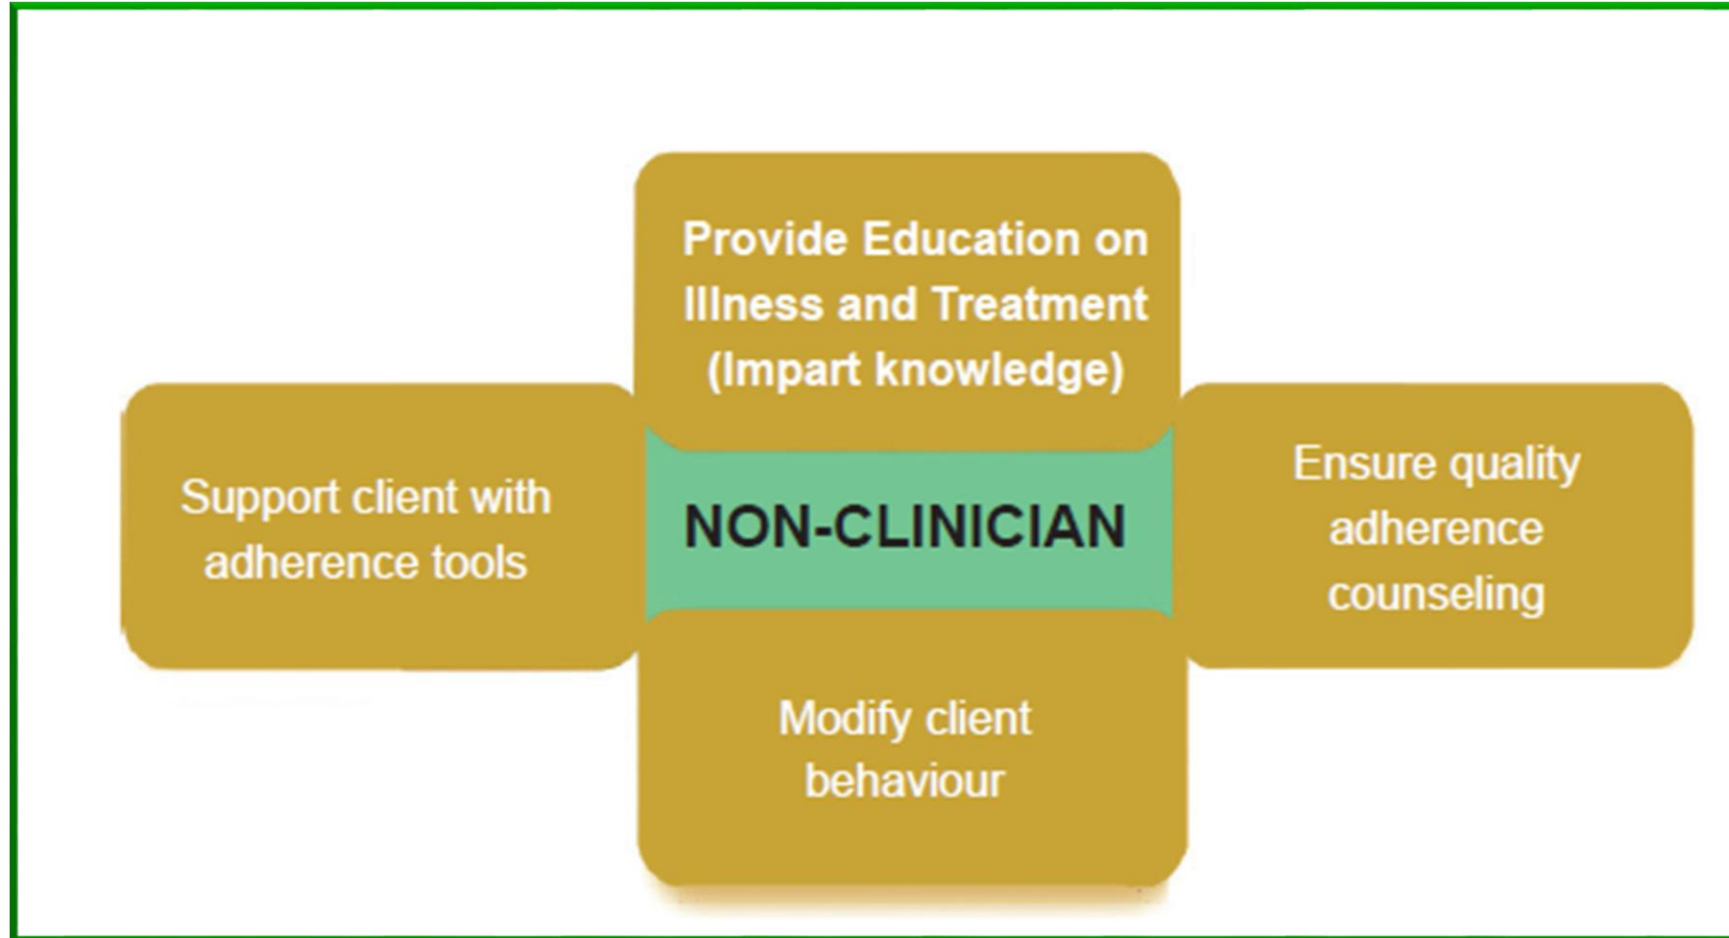 Provide Education on
Illness and Treatment
(Impart knowledge)
Support client with
adherence tools
NON-CLINICIAN
Ensure quality
adherence
counseling
Modify client
behaviour